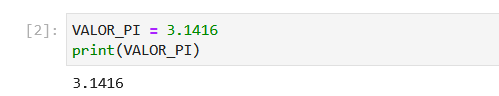 [2]: VALOR_PI = 3.1416
print(VALOR_PI)
3.1416